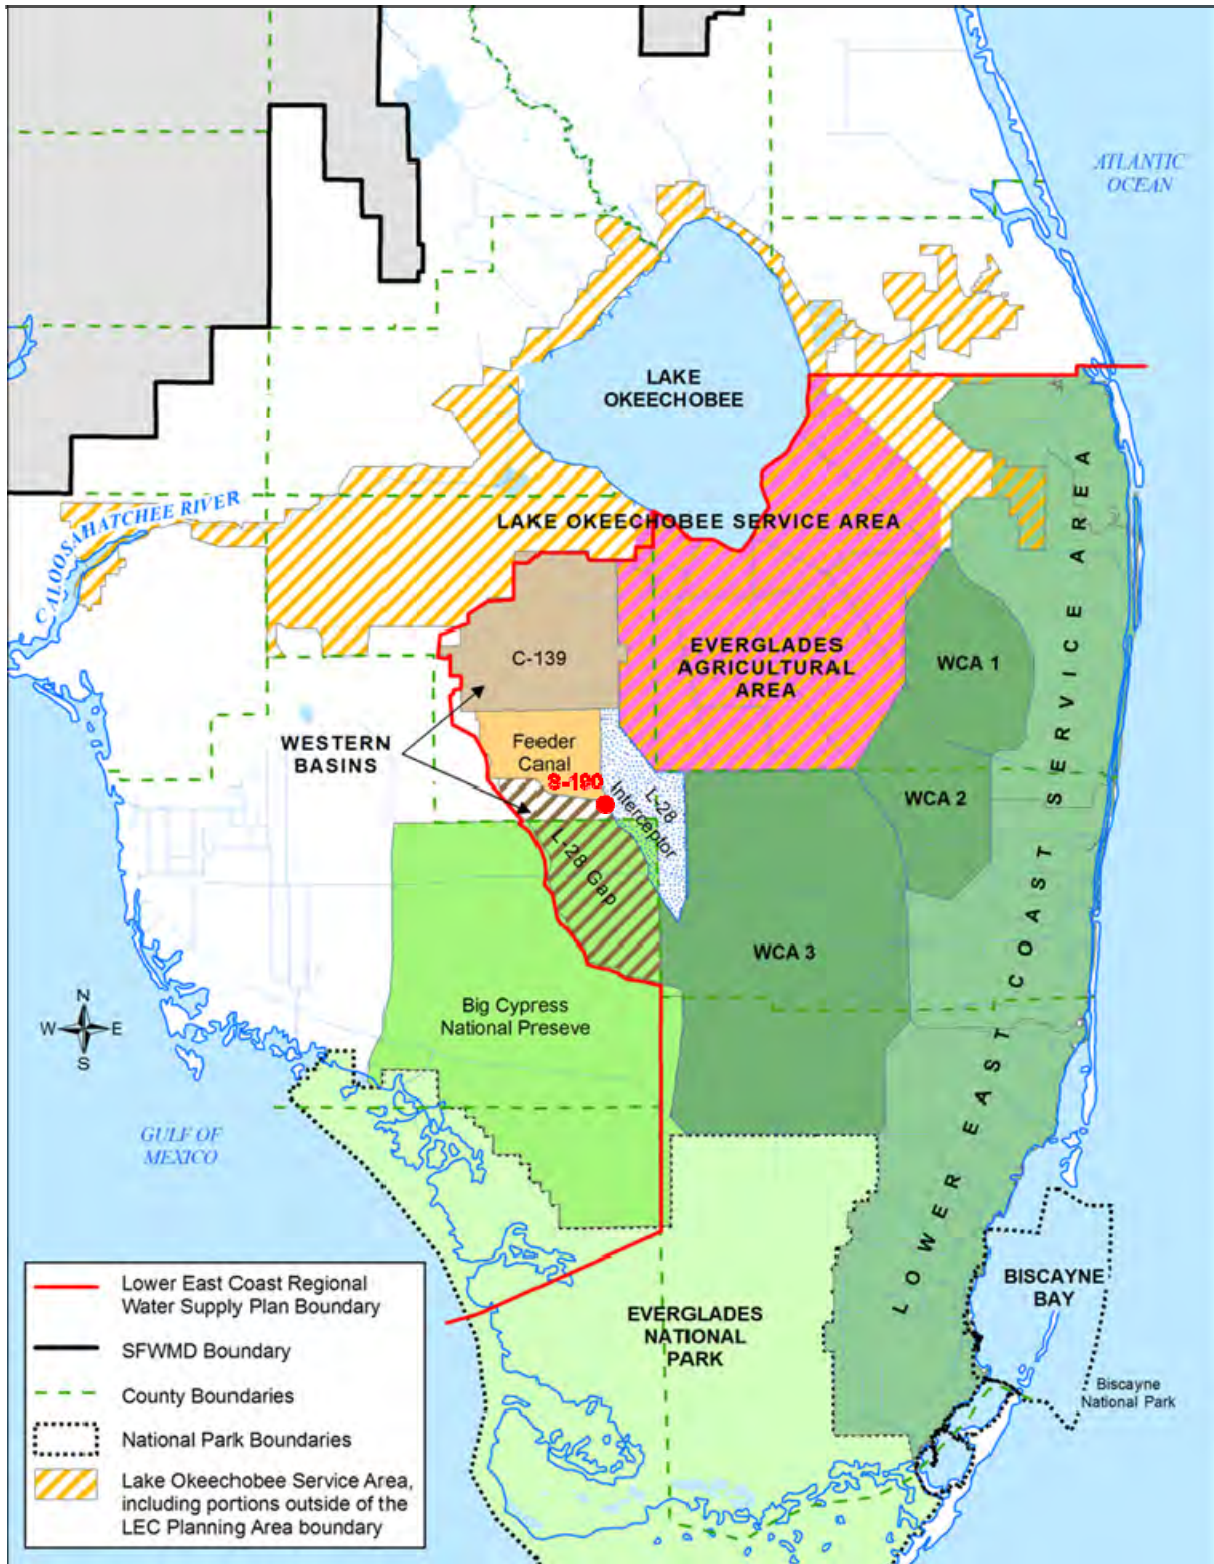 ATLANTIC
OCEAN
LAKE
OKEECHOBEE
CALOOSAHATCHEE RIVER
LAKE OKEECHOBEE SERVICE AREA
C-139
EVERGLADES
AGRICULTURAL
AREA
WCA 1
WESTERN
BASINS
Feeder
Canal
L-28
Interceptor
WCA 2
L-28 Gap
LOWER EAST COAST SERVICE AREA
WCA 3
Big Cypress
National Preseve
N
W
E
S
GULF OF
MEXICO
BISCAYNE
BAY
EVERGLADES
NATIONAL
PARK
Biscayne
National Park
Lower East Coast Regional
Water Supply Plan Boundary
SFWMD Boundary
County Boundaries
National Park Boundaries
Lake Okeechobee Service Area,
including portions outside of the
LEC Planning Area boundary